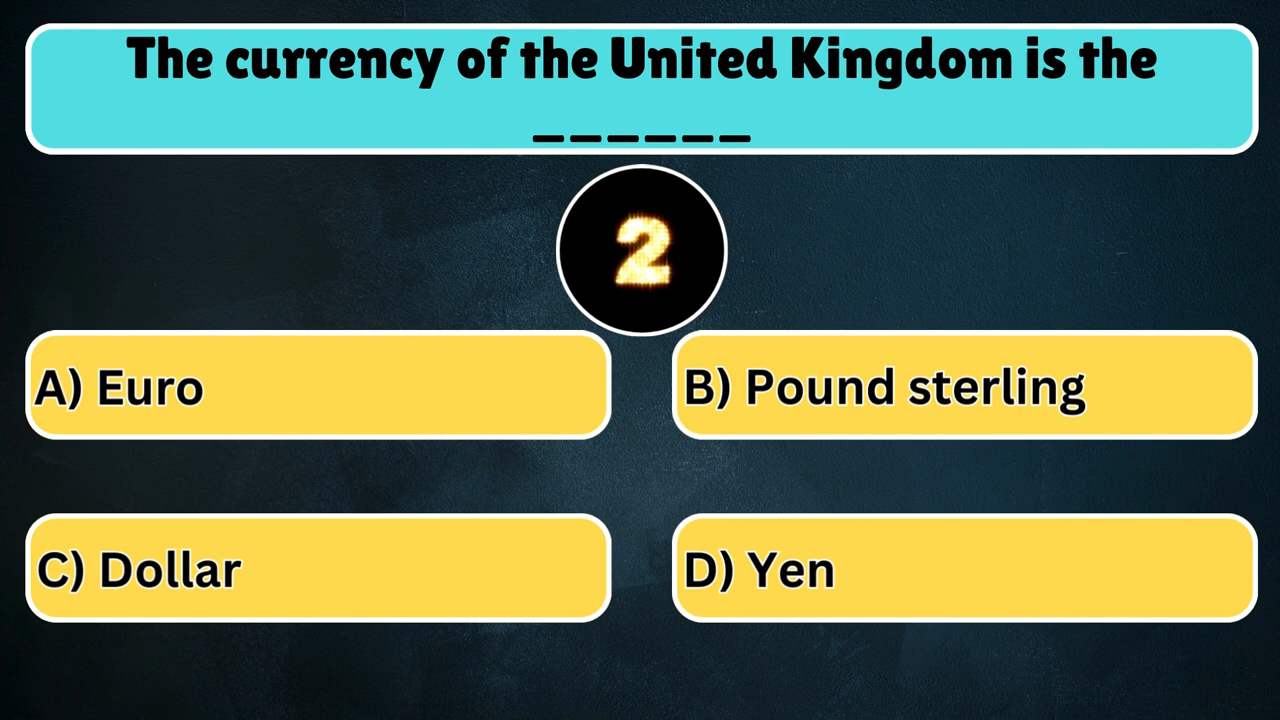 The currency of the United Kingdom is the
______
2
A) Euro
B) Pound sterling
C) Dollar
D) Yen